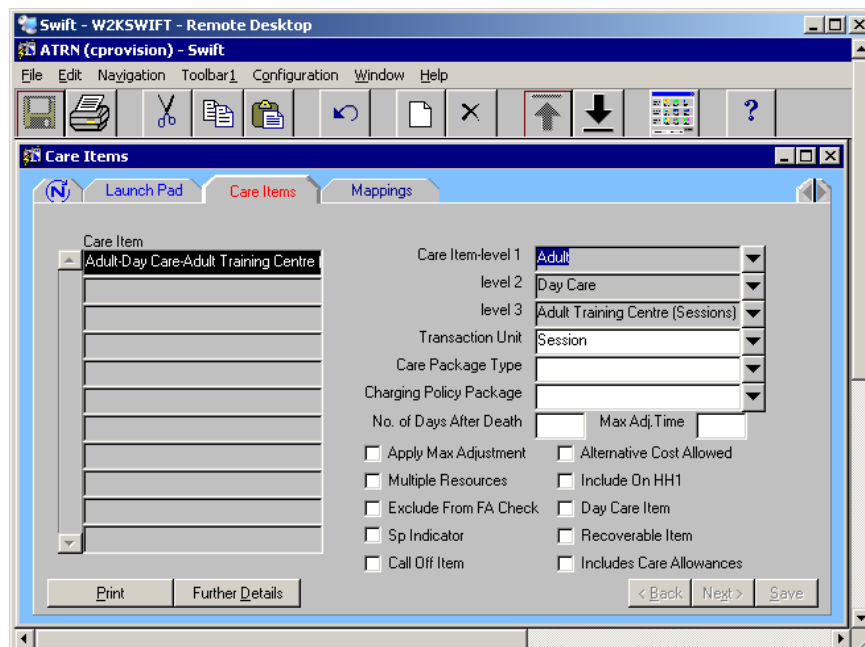 Swift - W2KSWIFT - Remote Desktop
ATRN (cprovision) - Swift
File Edit Navigation Toolbar1 Configuration Window Help
?
Care Items
N Launch Pad Care Items Mappings
Care Item
Adult-Day Care-Adult Training Centre (
Care Item-level 1 Adult
level 2 Day Care
level 3 Adult Training Centre (Sessions)
Transaction Unit Session
Care Package Type
Charging Policy Package
No. of Days After Death Max Adj.Time
Apply Max Adjustment Alternative Cost Allowed
Multiple Resources Include On HH1
Exclude From FA Check Day Care Item
Sp Indicator Recoverable Item
Call Off Item Includes Care Allowances
Print Further Details < Back Next > Save